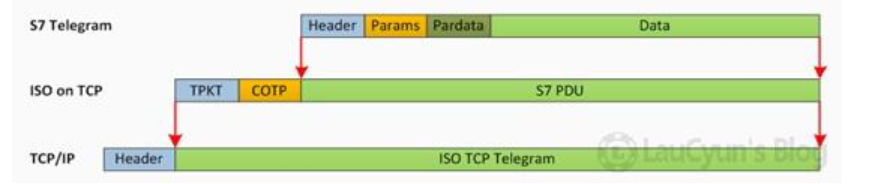 S7 Telegram Header Params Pardata Data
ISO on TCP TPKT COTP S7 PDU
TCP/IP Header ISO TCP Telegram LauCyun's Blog